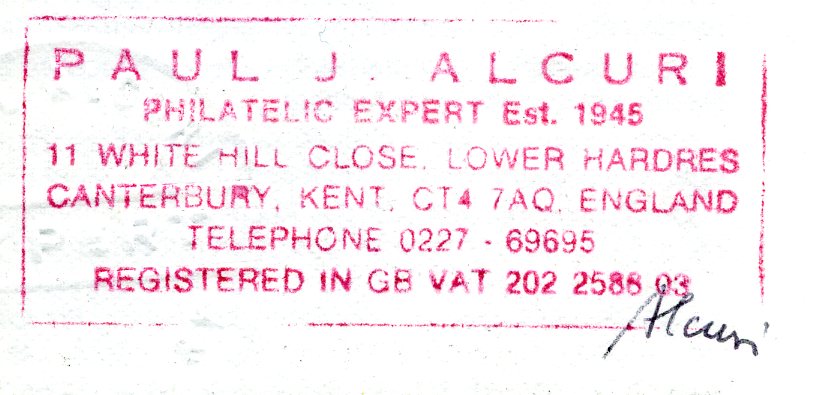 PAUL J. ALCURI
PHILATELIC EXPERT Est. 1945
11 WHITE HILL CLOSE, LOWER HARDRES
CANTERBURY, KENT, CT4 7AQ, ENGLAND
TELEPHONE 0227 - 69695
REGISTERED IN GB VAT 202 2588 03
Alcuri